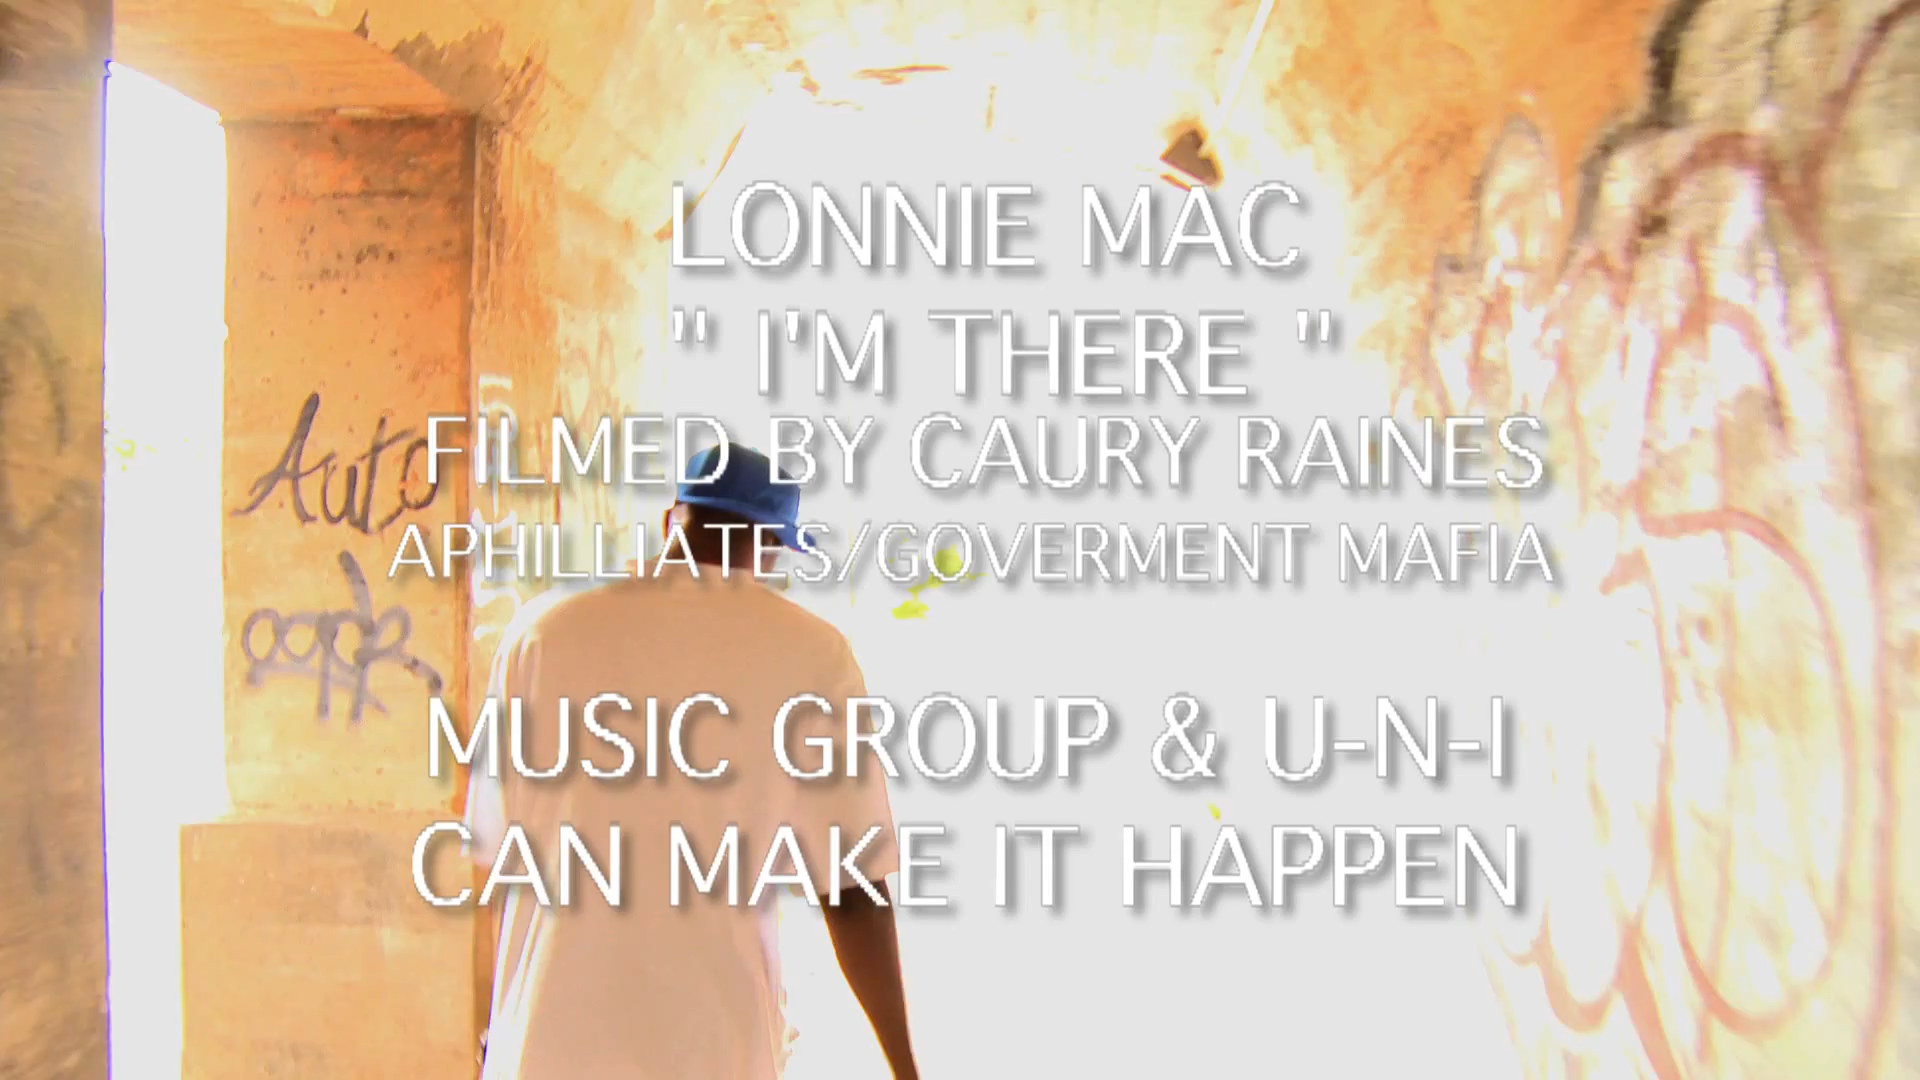 LONNIE MAC
" I'M THERE "
FILMED BY CAURY RAINES
APHILLIATES/GOVERMENT MAFIA
MUSIC GROUP & U-N-I
CAN MAKE IT HAPPEN
Auto